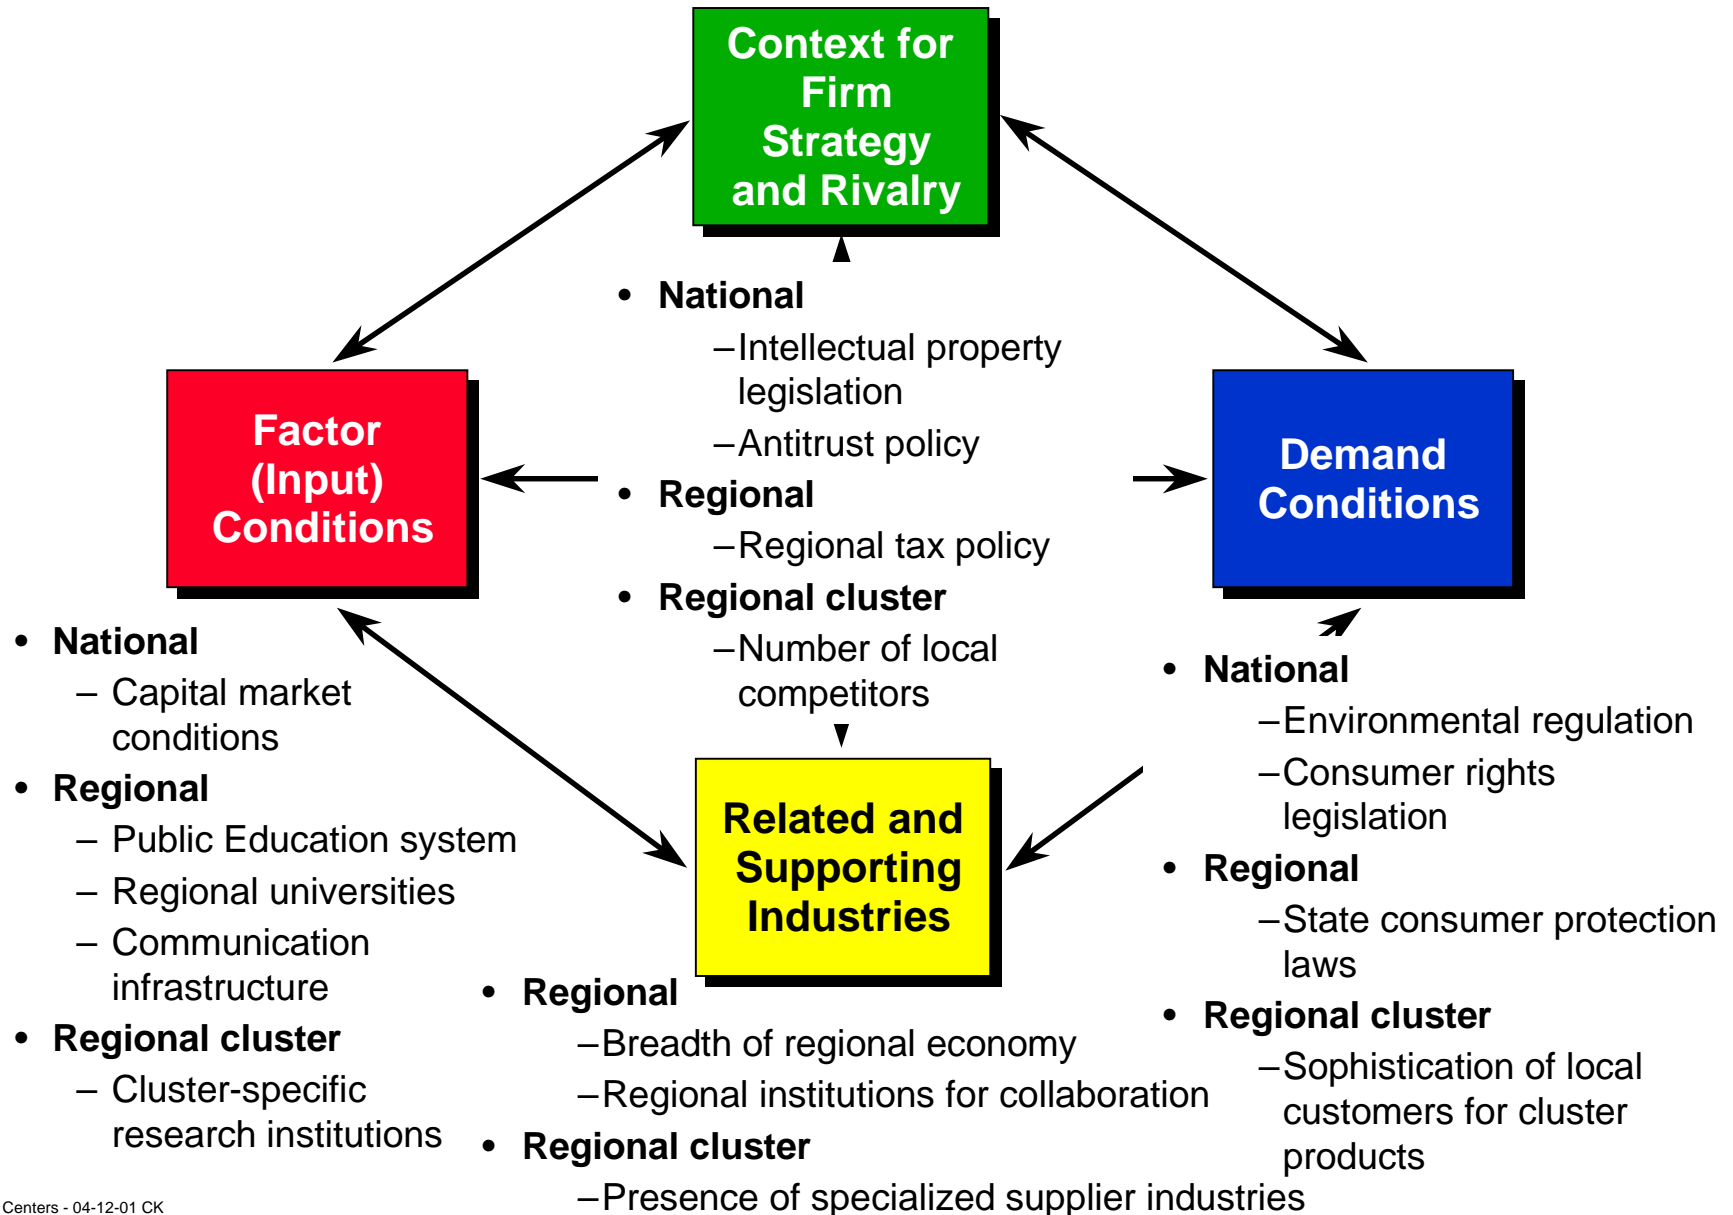 Context for
Firm
Strategy
and Rivalry
• National
–Intellectual property
legislation
–Antitrust policy
• Regional
–Regional tax policy
• Regional cluster
–Number of local
competitors
Factor
(Input)
Conditions
• National
– Capital market
conditions
• Regional
– Public Education system
– Regional universities
– Communication
infrastructure
• Regional cluster
– Cluster-specific
research institutions
Demand
Conditions
• National
–Environmental regulation
–Consumer rights
legislation
• Regional
–State consumer protection
laws
• Regional cluster
–Sophistication of local
customers for cluster
products
Related and
Supporting
Industries
• Regional
–Breadth of regional economy
–Regional institutions for collaboration
• Regional cluster
–Presence of specialized supplier industries
Centers - 04-12-01 CK